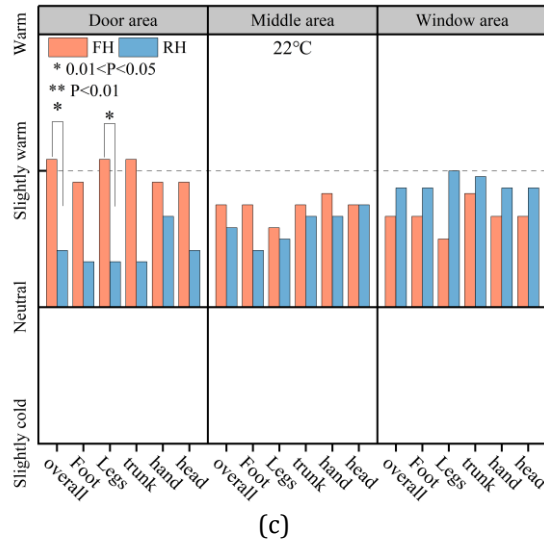 Door area
Middle area
Window area
FH
RH
22℃
* 0.01<P<0.05
** P<0.01
*
*
Warm
Slightly warm
Neutral
Slightly cold
overall
Foot
Legs
trunk
hand
head
overall
Foot
Legs
trunk
hand
head
overall
Foot
Legs
trunk
hand
head
(c)